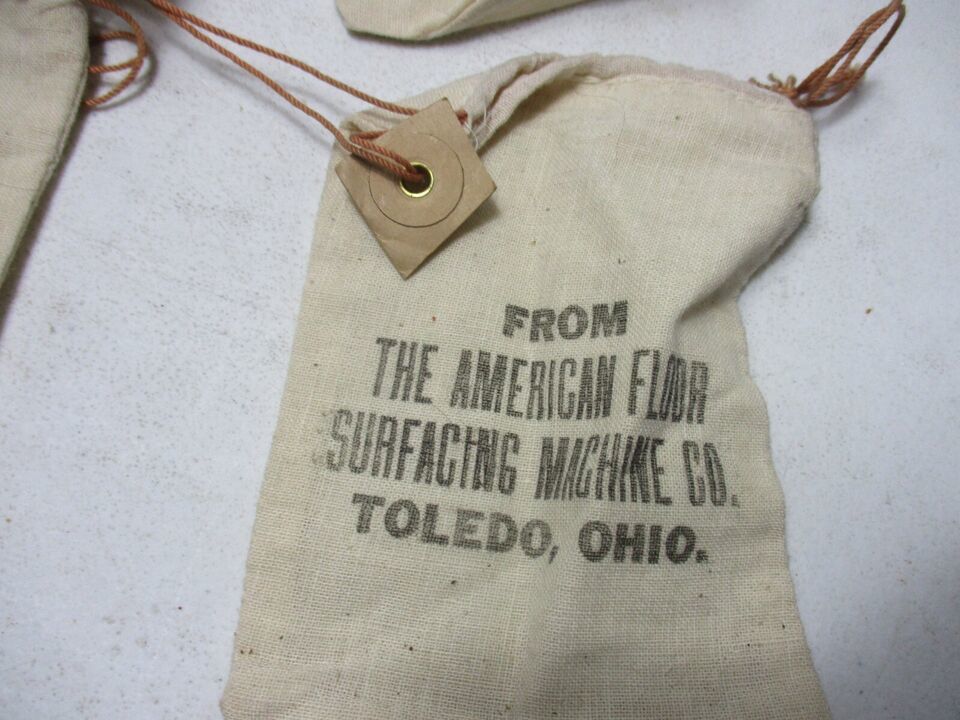 FROM
THE AMERICAN FLOOR
SURFACING MACHINE CO.
TOLEDO, OHIO.